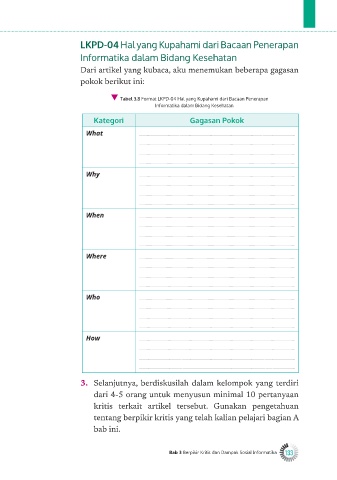 LKPD-04 Hal yang Kupahami dari Bacaan Penerapan
Informatika dalam Bidang Kesehatan
Dari artikel yang kubaca, aku menemukan beberapa gagasan
pokok berikut ini:
Tabel 3.8 Format LKPD-04 Hal yang Kupahami dari Bacaan Penerapan
Informatika dalam Bidang Kesehatan
Kategori Gagasan Pokok
What
Why
When
Where
Who
How
3. Selanjutnya, berdiskusilah dalam kelompok yang terdiri
dari 4-5 orang untuk menyusun minimal 10 pertanyaan
kritis terkait artikel tersebut. Gunakan pengetahuan
tentang berpikir kritis yang telah kalian pelajari bagian A
bab ini.
Bab 3 Berpikir Kritis dan Dampak Sosial Informatika 133